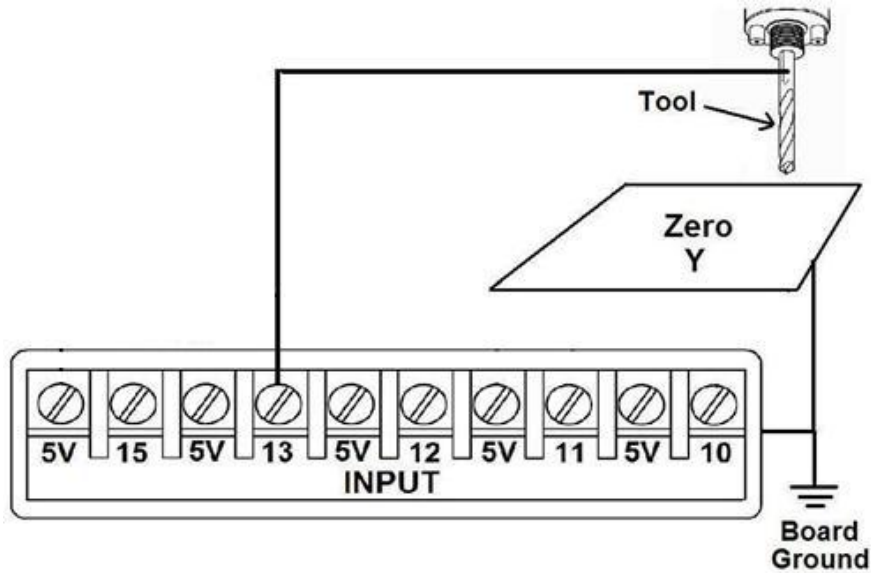 Tool
Zero
Y
5V 15 5V 13 5V 12 5V 11 5V 10
INPUT
Board
Ground